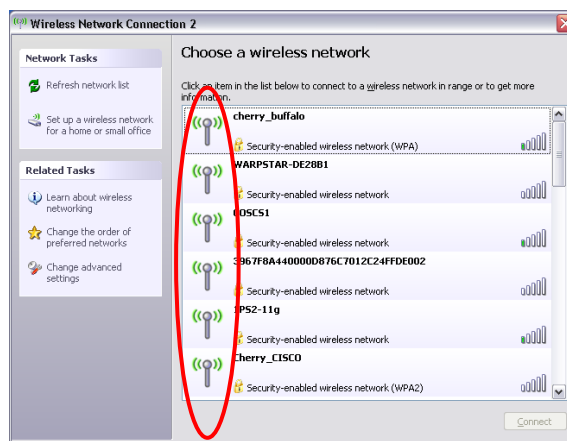 Wireless Network Connection 2
Network Tasks
Refresh network list
Set up a wireless network
for a home or small office
Related Tasks
Learn about wireless
networking
Change the order of
preferred networks
Change advanced
settings
Choose a wireless network
Click an item in the list below to connect to a wireless network in range or to get more
information.
cherry_buffalo
Security-enabled wireless network (WPA)
WARPSTAR-DE28B1
Security-enabled wireless network
Security-enabled wireless network
3967F8A440000D876C7012C24FFDE002
Security-enabled wireless network
Security-enabled wireless network
Cherry_CISCO
Security-enabled wireless network (WPA2)
Connect